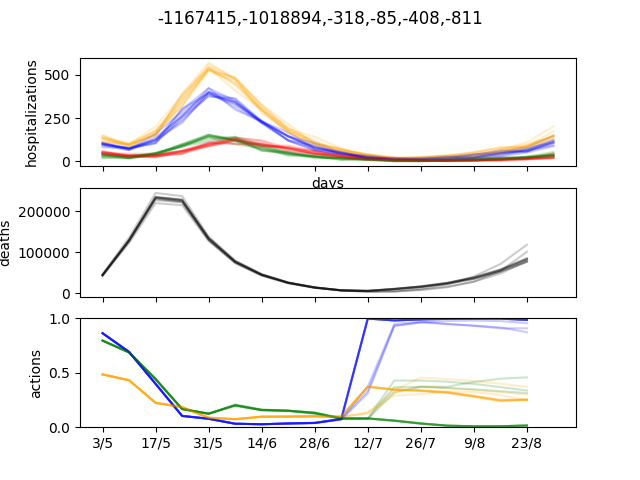 -1167415,-1018894,-318,-85,-408,-811
hospitalizations
500
250
0
days
deaths
200000
100000
0
actions
1.0
0.5
0.0
3/5 17/5 31/5 14/6 28/6 12/7 26/7 9/8 23/8